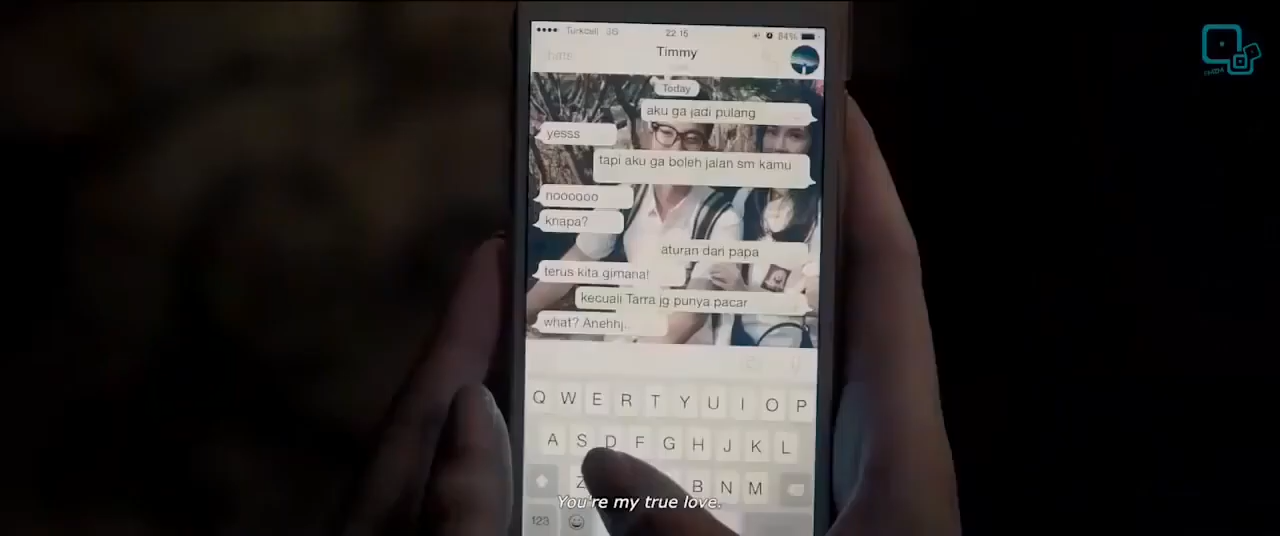 Turkcell 3G 22.15 84%
Timmy
Today
aku ga jadi pulang
yesss
tapi aku ga boleh jalan sm kamu
noooooo
knapa?
aturan dari papa
terus kita gimana!
kecuali Tarra jg punya pacar
what? Anehhj..
Q W E R T Y U I O P
A S D F G H J K L
Z B N M
You're my true love.
123